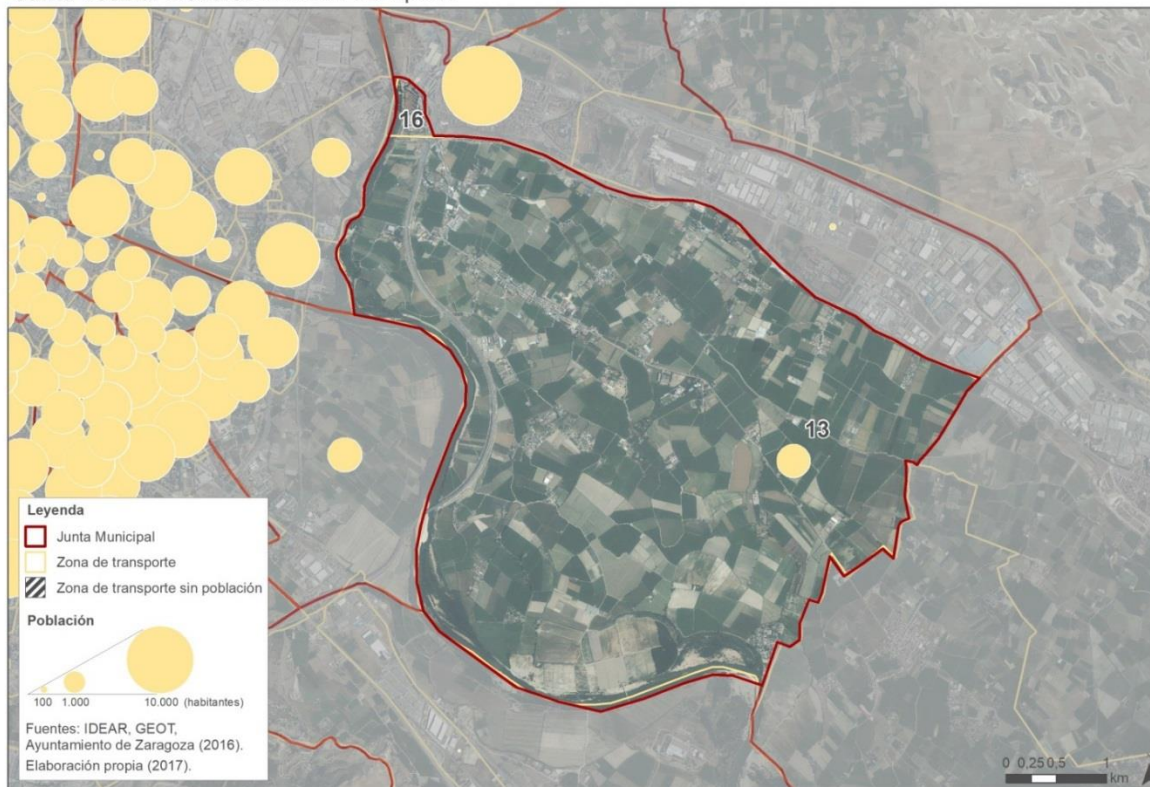 16
13
Leyenda
Junta Municipal
Zona de transporte
Zona de transporte sin población
Población
100 1.000 10.000 (habitantes)
Fuentes: IDEAR, GEOT,
Ayuntamiento de Zaragoza (2016).
Elaboración propia (2017).
0 0,25 0,5 1
km